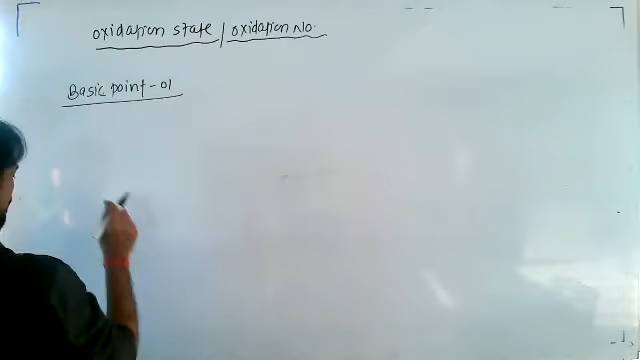 oxidation state / oxidation No.
Basic point - 01